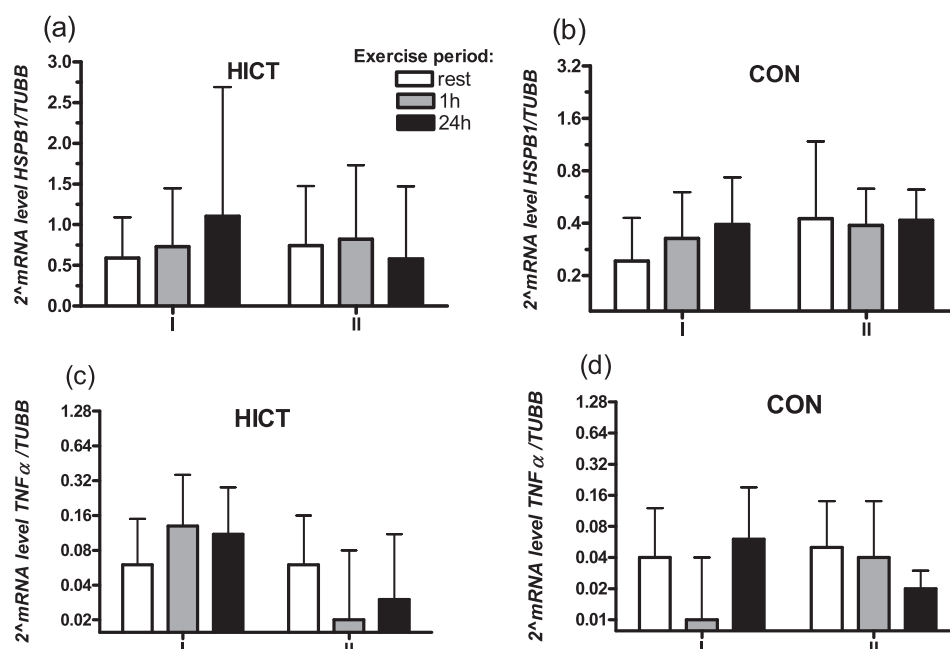 (a)
HICT
Exercise period:
rest
1h
24h
2^mRNA level HSPB1/TUBB
3.0
2.5
2.0
1.5
1.0
0.5
0.0
I
II
(b)
CON
2^mRNA level HSPB1/TUBB
3.2
1.6
0.8
0.4
0.2
I
II
(c)
HICT
2^mRNA level TNFα/TUBB
1.28
0.64
0.32
0.16
0.08
0.04
0.02
I
II
(d)
CON
2^mRNA level TNFα/TUBB
1.28
0.64
0.32
0.16
0.08
0.04
0.02
0.01
I
II